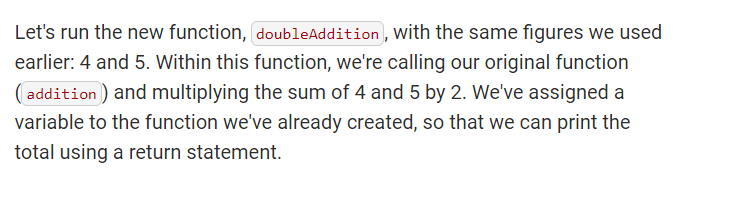 Let's run the new function, doubleAddition, with the same figures we used
earlier: 4 and 5. Within this function, we're calling our original function
(addition) and multiplying the sum of 4 and 5 by 2. We've assigned a
variable to the function we've already created, so that we can print the
total using a return statement.